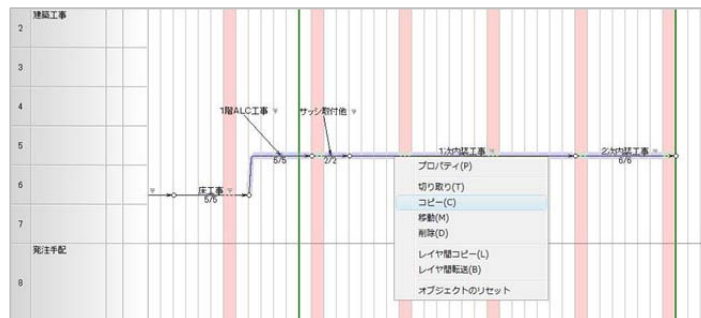 2 建築工事
3
4
1階ALC工事 サッシ取付他
5
1次内装工事 2次内装工事
5/5 2/2 6/6
プロパティ(P)
切り取り(T)
6
床工事
5/5
コピー(C)
移動(M)
7
削除(D)
発注手配
レイヤ間コピー(L)
レイヤ間転送(B)
8
オブジェクトのリセット